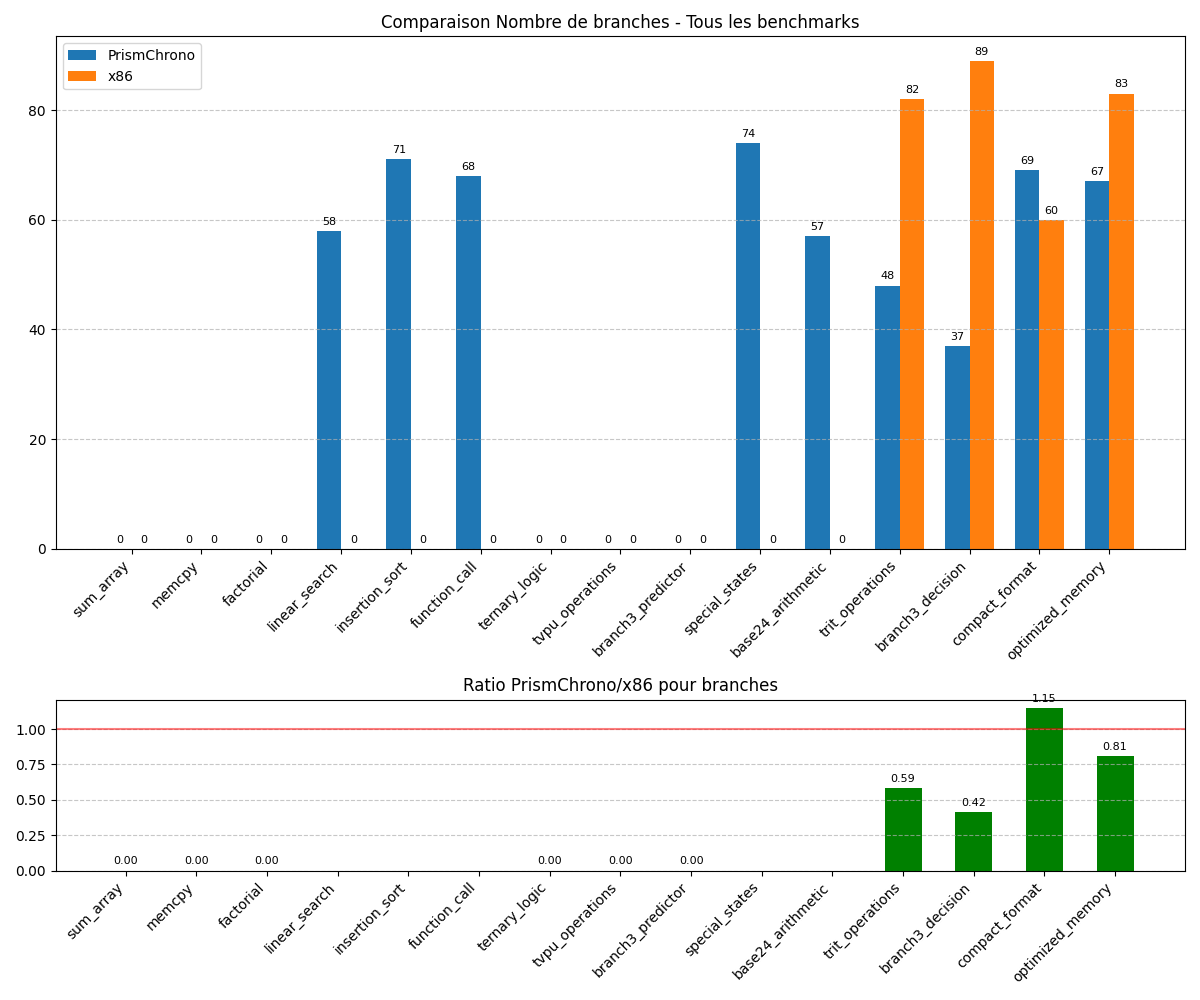 Comparaison Nombre de branches - Tous les benchmarks
PrismChrono
x86
80
60
40
20
0
0 0 0 0 0 0 58 0 71 0 68 0 0 0 0 0 0 0 74 0 57 0 48 82 37 89 69 60 67 83
sum_array
memcpy
factorial
linear_search
insertion_sort
function_call
ternary_logic
tvpu_operations
branch3_predictor
special_states
base24_arithmetic
trit_operations
branch3_decision
compact_format
optimized_memory
Ratio PrismChrono/x86 pour branches
1.00
0.75
0.50
0.25
0.00
0.00 0.00 0.00 0.00 0.00 0.00 0.59 0.42 1.15 0.81
sum_array
memcpy
factorial
linear_search
insertion_sort
function_call
ternary_logic
tvpu_operations
branch3_predictor
special_states
base24_arithmetic
trit_operations
branch3_decision
compact_format
optimized_memory